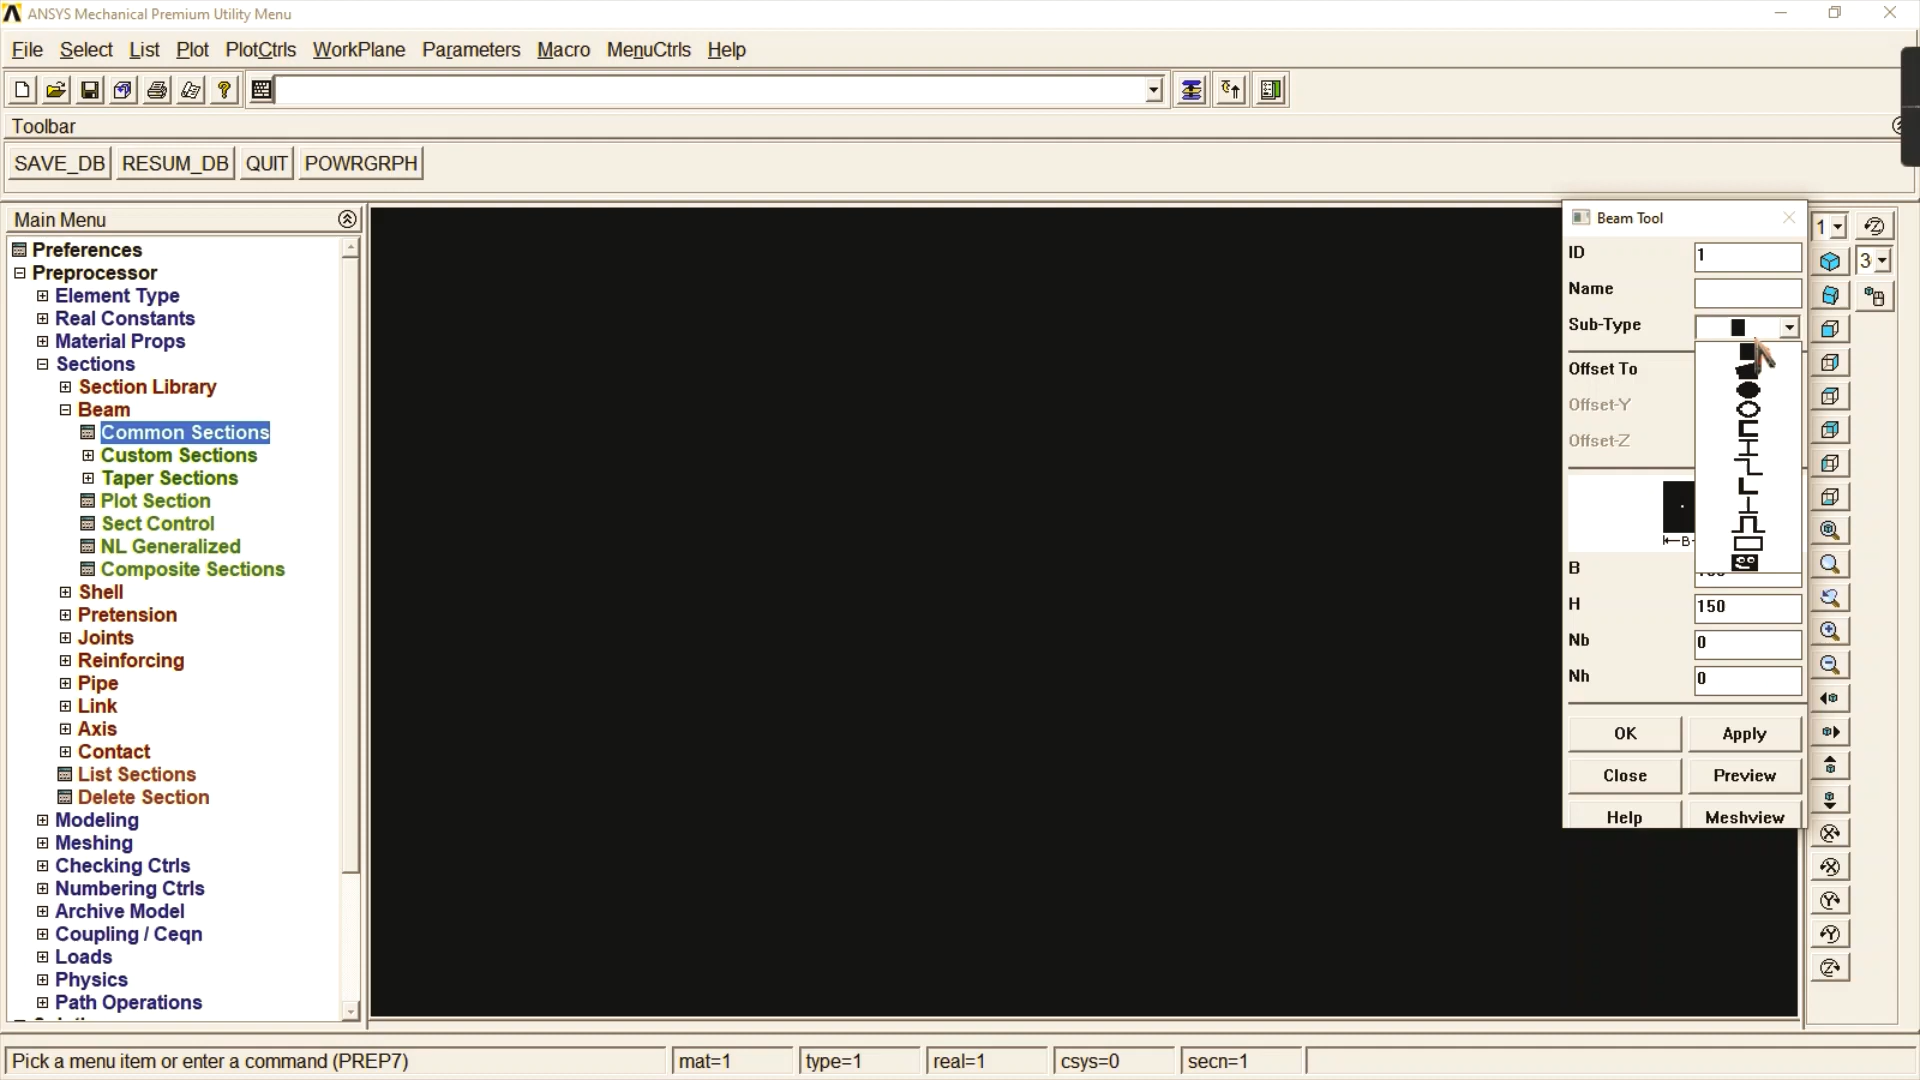 ANSYS Mechanical Premium Utility Menu
File Select List Plot PlotCtrls WorkPlane Parameters Macro MenuCtrls Help
Toolbar
SAVE_DB RESUM_DB QUIT POWRGRPH
Main Menu
Preferences
Preprocessor
Element Type
Real Constants
Material Props
Sections
Section Library
Beam
Common Sections
Custom Sections
Taper Sections
Plot Section
Sect Control
NL Generalized
Composite Sections
Shell
Pretension
Joints
Reinforcing
Pipe
Link
Axis
Contact
List Sections
Delete Section
Modeling
Meshing
Checking Ctrls
Numbering Ctrls
Archive Model
Coupling / Ceqn
Loads
Physics
Path Operations
Beam Tool
ID 1
Name
Sub-Type
Offset To
Offset-Y
Offset-Z
B
B
H 150
Nb 0
Nh 0
OK Apply
Close Preview
Help Meshview
1
3
Pick a menu item or enter a command (PREP7) mat=1 type=1 real=1 csys=0 secn=1